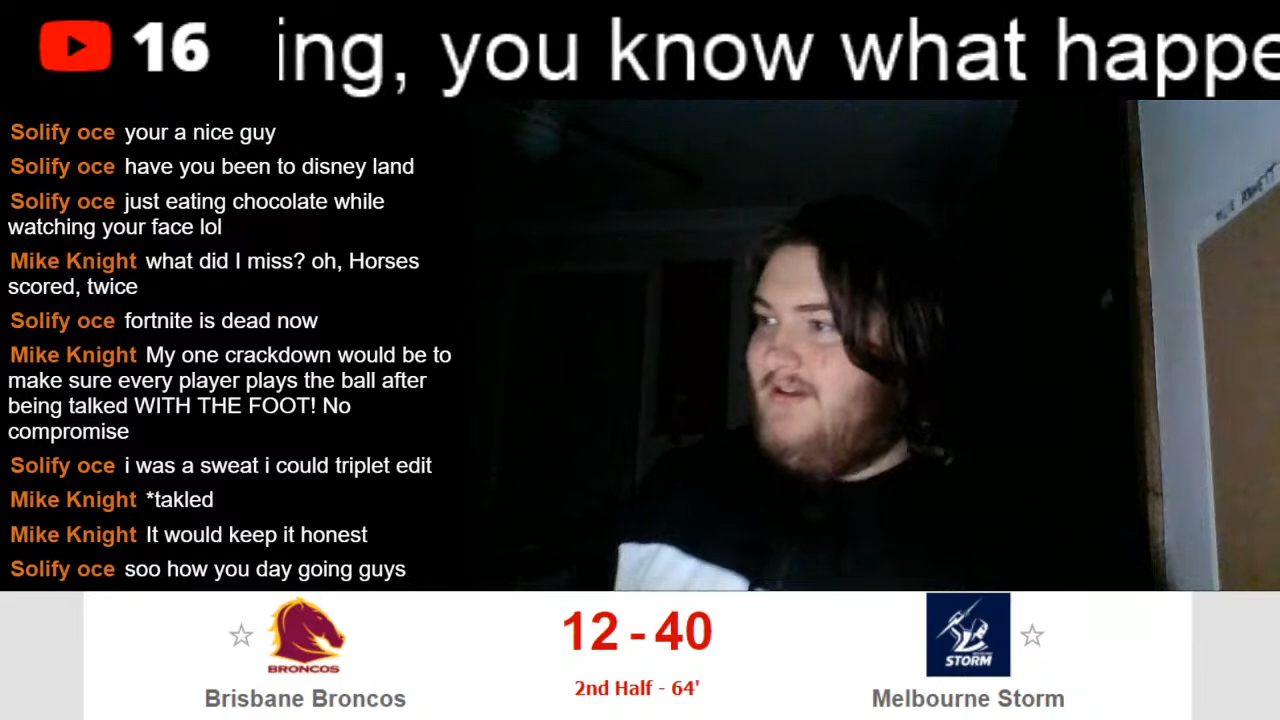 16 ing, you know what happe
Solify oce your a nice guy
Solify oce have you been to disney land
Solify oce just eating chocolate while
watching your face lol
Mike Knight what did I miss? oh, Horses
scored, twice
Solify oce fortnite is dead now
Mike Knight My one crackdown would be to
make sure every player plays the ball after
being talked WITH THE FOOT! No
compromise
Solify oce i was a sweat i could triplet edit
Mike Knight *takled
Mike Knight It would keep it honest
Solify oce soo how you day going guys
BRONCOS
Brisbane Broncos
12 - 40
2nd Half - 64'
STORM
Melbourne Storm